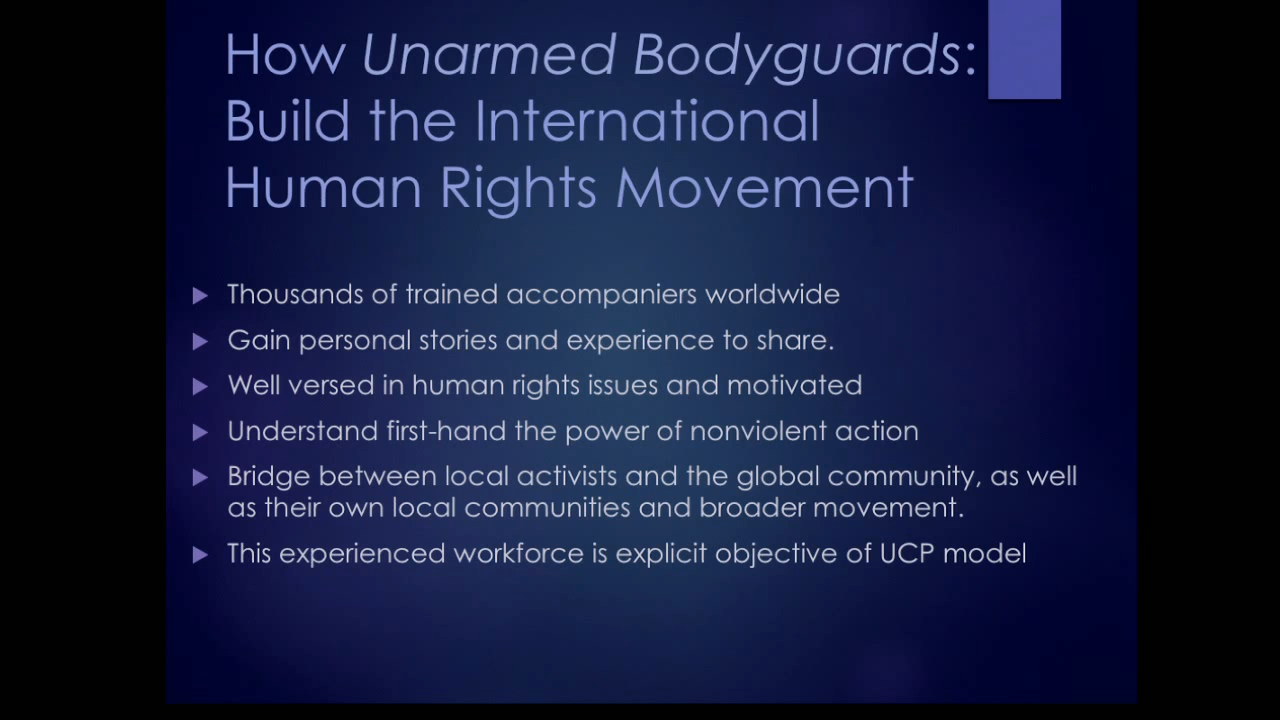 How Unarmed Bodyguards:
Build the International
Human Rights Movement
Thousands of trained accompaniers worldwide
Gain personal stories and experience to share.
Well versed in human rights issues and motivated
Understand first-hand the power of nonviolent action
Bridge between local activists and the global community, as well
as their own local communities and broader movement.
This experienced workforce is explicit objective of UCP model